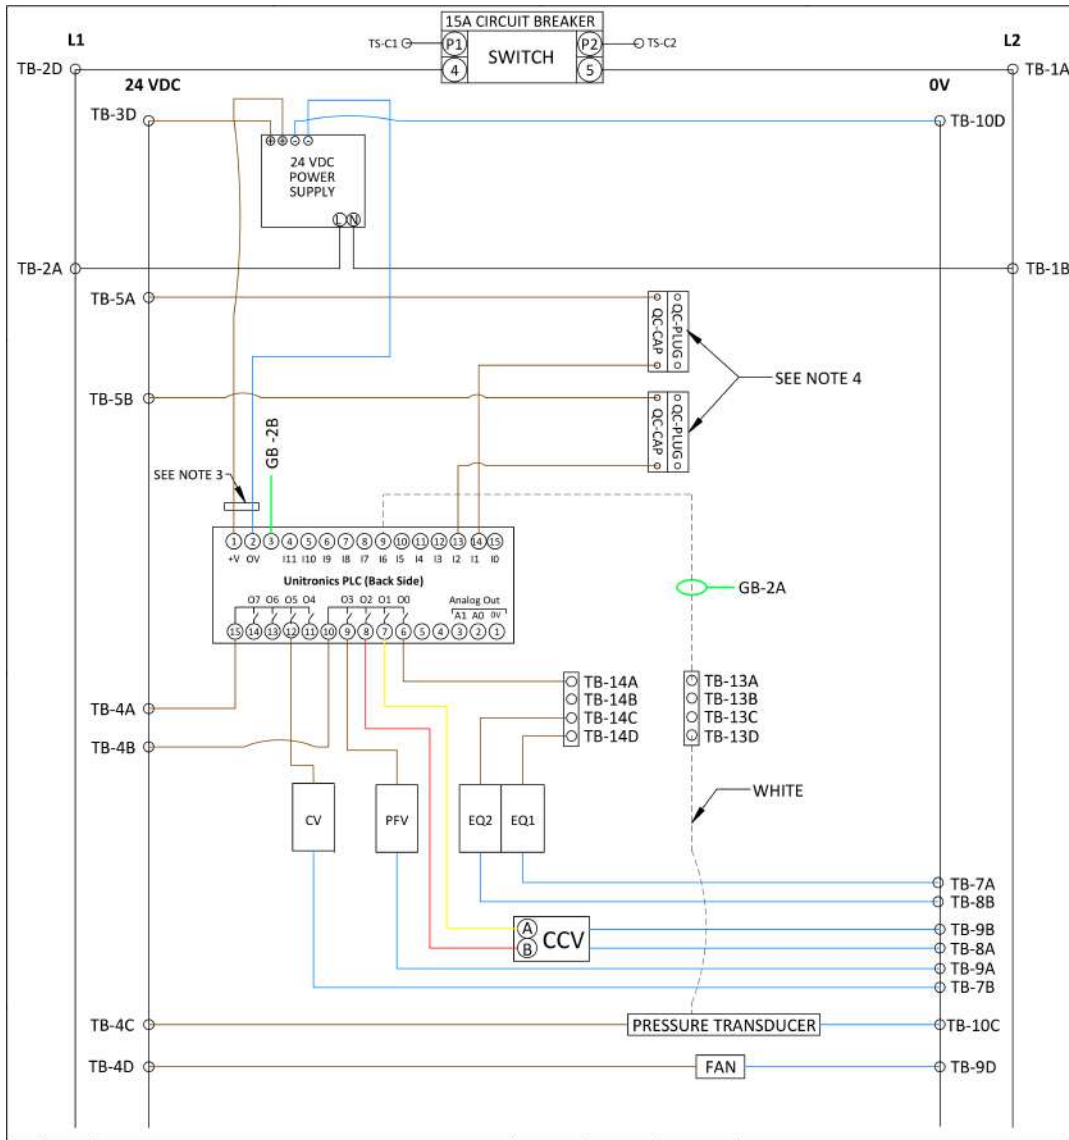 15A CIRCUIT BREAKER
L1
TS-C1
P1
SWITCH
P2
TS-C2
L2
TB-2D
4
5
TB-1A
24 VDC
0V
TB-3D
TB-10D
+ + - -
24 VDC
POWER
SUPPLY
L N
TB-2A
TB-1B
TB-5A
QC-CAP
QC-PLUG
SEE NOTE 4
TB-5B
QC-CAP
QC-PLUG
GB -2B
SEE NOTE 3
1 2 3 4 5 6 7 8 9 10 11 12 13 14 15
+V OV I11 I10 I9 I8 I7 I6 I5 I4 I3 I2 I1 I0
Unitronics PLC (Back Side)
GB-2A
O7 O6 O5 O4 O3 O2 O1 O0 Analog Out
A1 A0 0V
15 14 13 12 11 10 9 8 7 6 5 4 3 2 1
TB-14A
TB-13A
TB-14B
TB-13B
TB-4A
TB-14C
TB-13C
TB-14D
TB-13D
TB-4B
WHITE
CV
PFV
EQ2
EQ1
TB-7A
TB-8B
A
CCV
TB-9B
B
TB-8A
TB-9A
TB-7B
TB-4C
PRESSURE TRANSDUCER
TB-10C
TB-4D
FAN
TB-9D